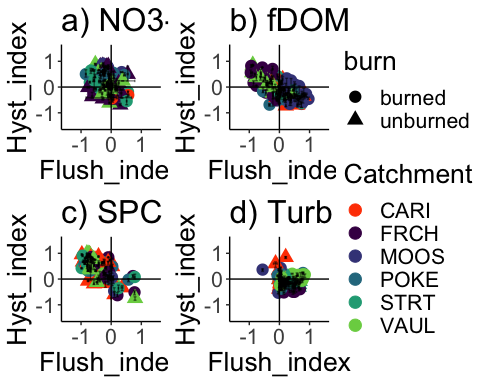 a) NO3-
b) fDOM
Hyst_index
1
0
-1
-1 0 1
Flush_inde
Hyst_index
1
0
-1
-1 0 1
Flush_inde
c) SPC
d) Turb
Hyst_index
1
0
-1
-1 0 1
Flush_inde
Hyst_index
1
0
-1
-1 0 1
Flush_index
burn
burned
unburned
Catchment
CARI
FRCH
MOOS
POKE
STRT
VAUL